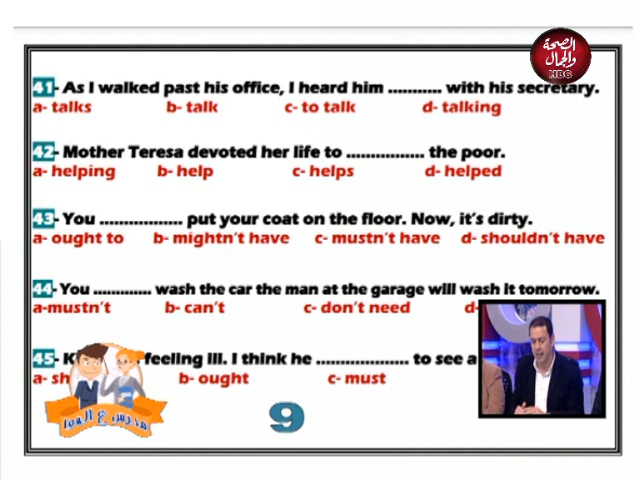 الصحة
والجمال
HBC
41- As I walked past his office, I heard him ........... with his secretary.
a- talks b- talk c- to talk d- talking
42- Mother Teresa devoted her life to ................ the poor.
a- helping b- help c- helps d- helped
43- You ................. put your coat on the floor. Now, it's dirty.
a- ought to b- mightn't have c- mustn't have d- shouldn't have
44- You ............. wash the car the man at the garage will wash it tomorrow.
a-mustn't b- can't c- don't need d-
45- feeling ill. I think he ................... to see a
a- sh b- ought c- must
مدرس ع الهوا
9